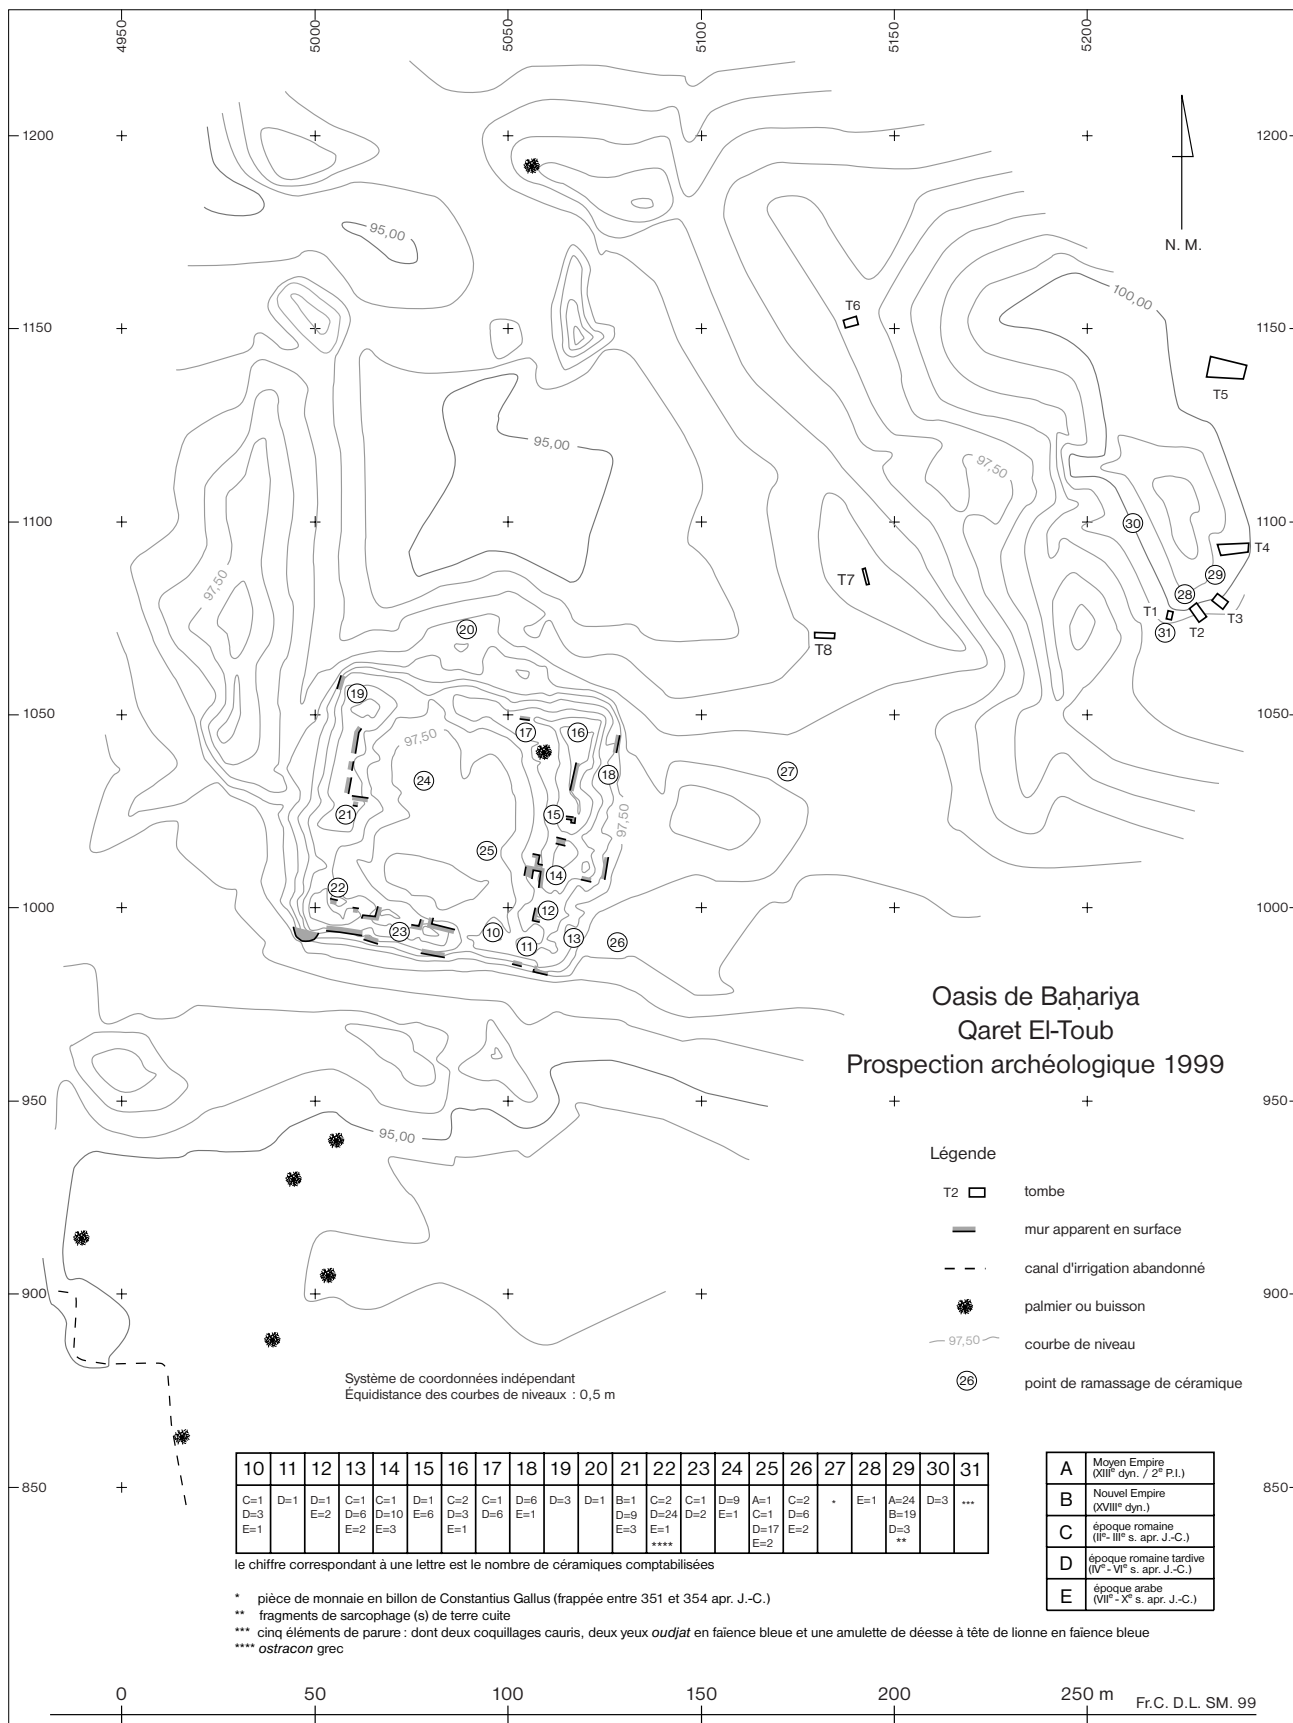 4950 5000 5050 5100 5150 5200
1200 1200
95,00
N. M.
100,00
T6
1150 1150
T5
95,00
97,50
1100 1100
30
T4
97,50
29
T7
28
T1 T2 T3
20
31
T8
19
1050 1050
17 16
97,50
24 18 27
21 15
97,50
25
14
22
12
1000 1000
23 10 13 26
11
Oasis de Baḥariya
Qaret El-Toub
Prospection archéologique 1999
950 950
95,00
Légende
T2 tombe
mur apparent en surface
canal d'irrigation abandonné
900 900
palmier ou buisson
97,50 courbe de niveau
26 point de ramassage de céramique
Système de coordonnées indépendant
Équidistance des courbes de niveaux : 0,5 m
850 850
10 11 12 13 14 15 16 17 18 19 20 21 22 23 24 25 26 27 28 29 30 31
C=1 D=1 D=1 C=1 C=1 D=1 C=2 C=1 D=6 D=3 D=1 B=1 C=2 C=1 D=9 A=1 C=2 * E=1 A=24 D=3 ***
D=3 E=2 D=6 D=10 E=6 D=3 D=6 E=1 D=9 D=24 D=2 E=1 C=1 D=6 B=19
E=1 E=2 E=3 E=1 E=3 E=1 D=17 E=2 D=3
**** E=2 **
A Moyen Empire
(XIIIᵉ dyn. / 2ᵉ P.I.)
B Nouvel Empire
(XVIIIᵉ dyn.)
C époque romaine
(IIᵉ- IIIᵉ s. apr. J.-C.)
D époque romaine tardive
(IVᵉ - VIᵉ s. apr. J.-C.)
E époque arabe
(VIIᵉ - Xᵉ s. apr. J.-C.)
le chiffre correspondant à une lettre est le nombre de céramiques comptabilisées
* pièce de monnaie en billon de Constantius Gallus (frappée entre 351 et 354 apr. J.-C.)
** fragments de sarcophage (s) de terre cuite
*** cinq éléments de parure : dont deux coquillages cauris, deux yeux oudjat en faïence bleue et une amulette de déesse à tête de lionne en faïence bleue
**** ostracon grec
0 50 100 150 200 250 m
Fr.C. D.L. SM. 99